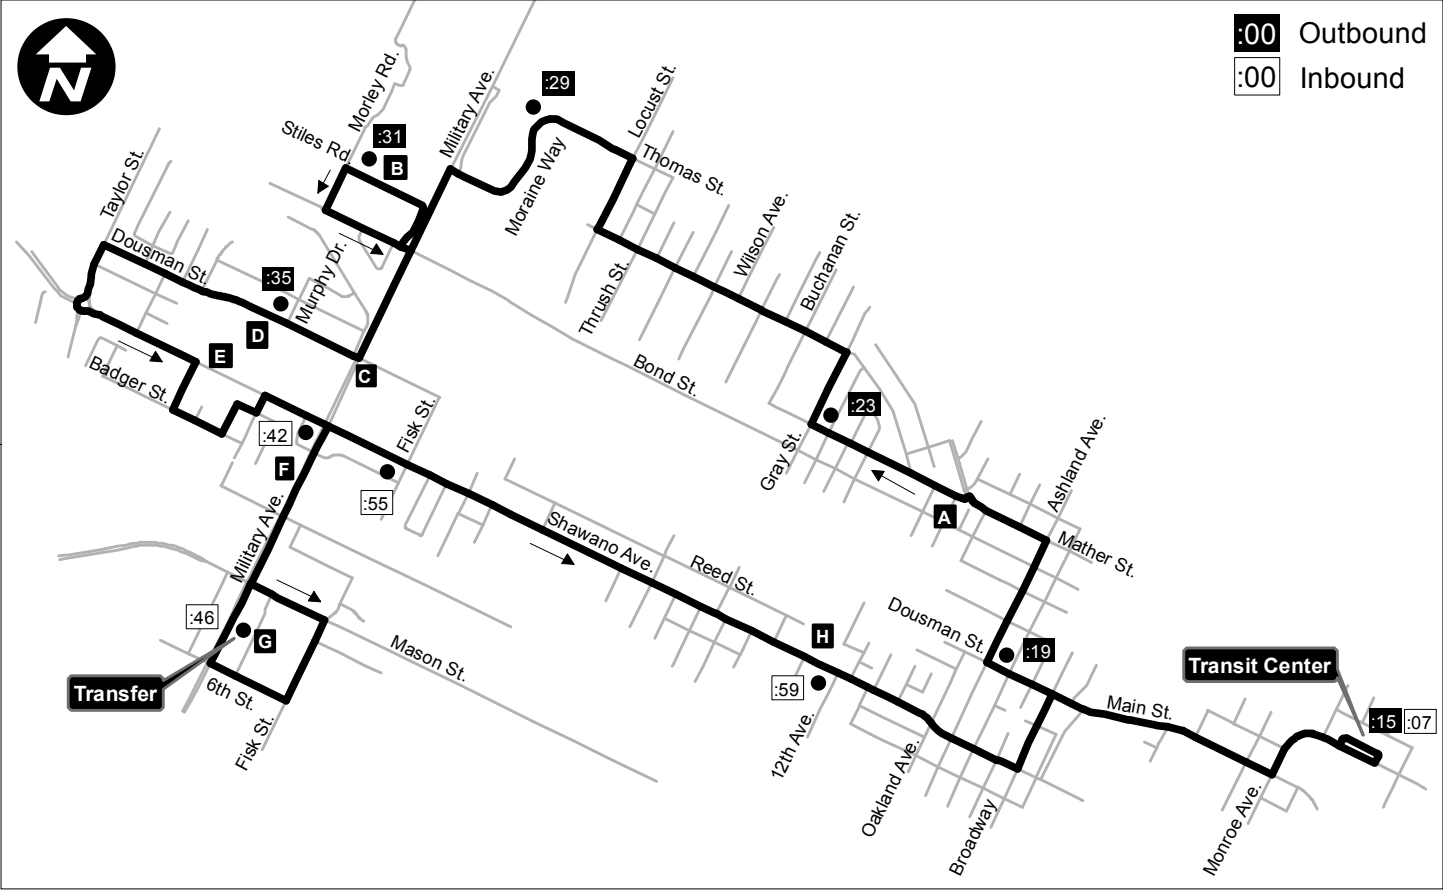 :00 Outbound
:00 Inbound
N
:29
Locust St.
Military Ave.
Morley Rd.
Stiles Rd.
:31
B
Thomas St.
Moraine Way
Taylor St.
Wilson Ave.
Buchanan St.
Dousman St.
:35
Murphy Dr.
Thrush St.
D
E
C
Badger St.
Bond St.
:23
Fisk St.
:42
F
:55
Gray St.
Ashland Ave.
A
Military Ave.
Shawano Ave.
Reed St.
Mather St.
:46
G
Dousman St.
H
:19
Mason St.
Transfer
6th St.
Fisk St.
:59
12th Ave.
Transit Center
Main St.
:15 :07
Oakland Ave.
Broadway
Monroe Ave.